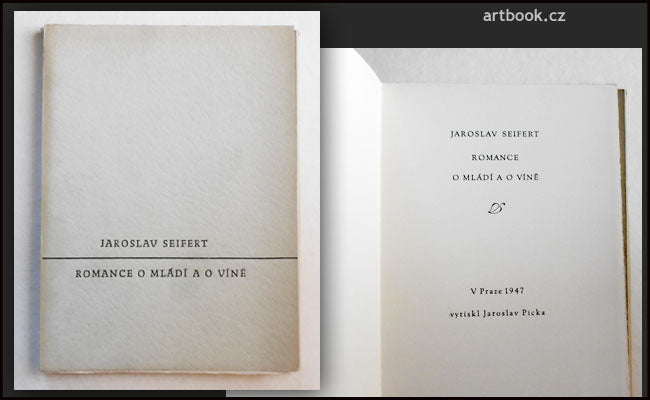 artbook.cz
JAROSLAV SEIFERT
ROMANCE O MLÁDÍ A O VÍNĚ
JAROSLAV SEIFERT
ROMANCE
O MLÁDÍ A O VÍNĚ
V Praze 1947
vytiskl Jaroslav Picka